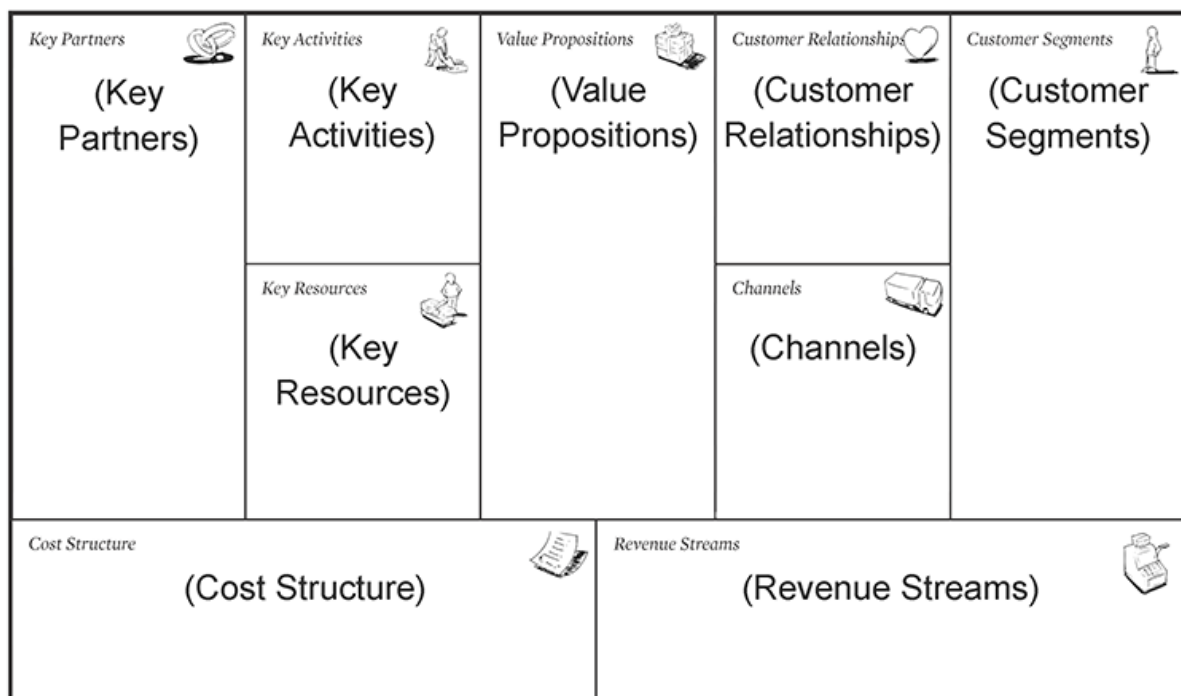 Key Partners
(Key
Partners)
Key Activities
(Key
Activities)
Key Resources
(Key
Resources)
Value Propositions
(Value
Propositions)
Customer Relationships
(Customer
Relationships)
Channels
(Channels)
Customer Segments
(Customer
Segments)
Cost Structure
(Cost Structure)
Revenue Streams
(Revenue Streams)